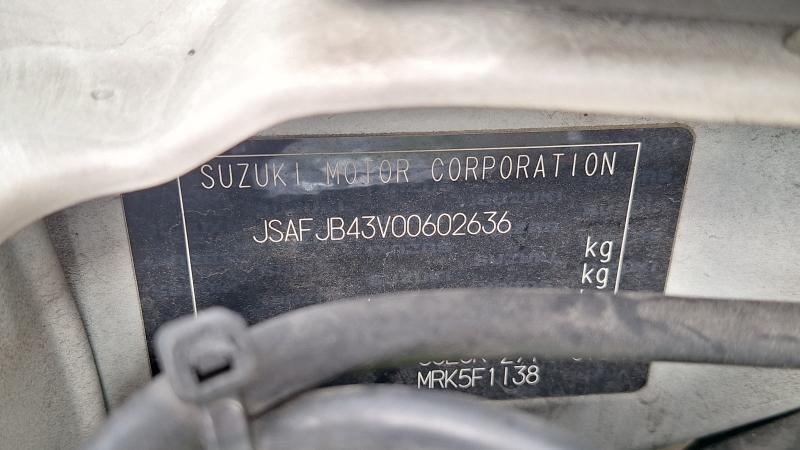 SUZUKI MOTOR CORPORATION
JSAFJB43V00602636
kg
kg
MRK5F1138